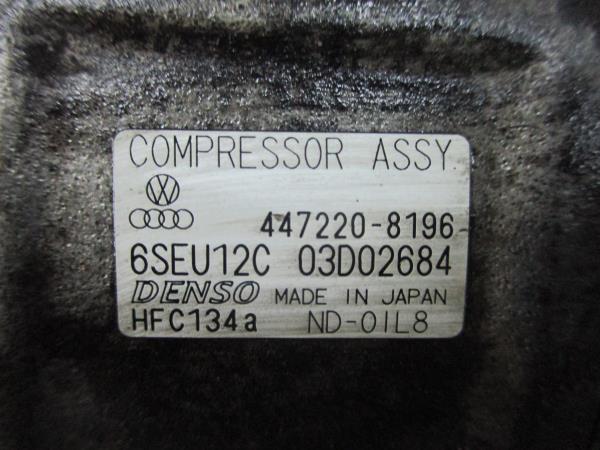 COMPRESSOR ASSY
447220-8196
6SEU12C 03D02684
DENSO MADE IN JAPAN
HFC134a ND-OIL8